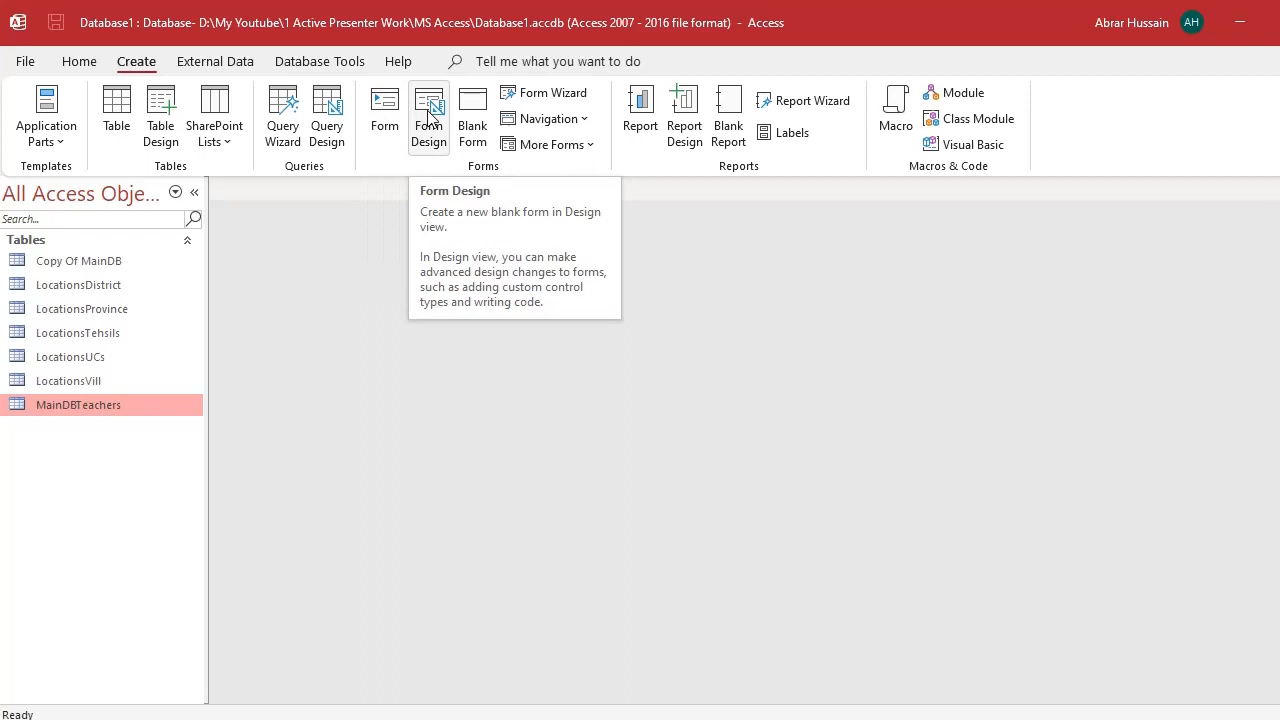 Database1 : Database- D:\My Youtube\1 Active Presenter Work\MS Access\Database1.accdb (Access 2007 - 2016 file format) - Access
Abrar Hussain AH
File Home Create External Data Database Tools Help Tell me what you want to do
Application Parts
Templates
Table
Table Design
SharePoint Lists
Tables
Query Wizard
Query Design
Queries
Form
Form Design
Blank Form
Form Wizard
Navigation
More Forms
Forms
Report
Report Design
Blank Report
Report Wizard
Labels
Reports
Macro
Module
Class Module
Visual Basic
Macros & Code
All Access Obje...
Search...
Tables
Copy Of MainDB
LocationsDistrict
LocationsProvince
LocationsTehsils
LocationsUCs
LocationsVill
MainDBTeachers
Form Design
Create a new blank form in Design
view.
In Design view, you can make
advanced design changes to forms,
such as adding custom control
types and writing code.
Ready